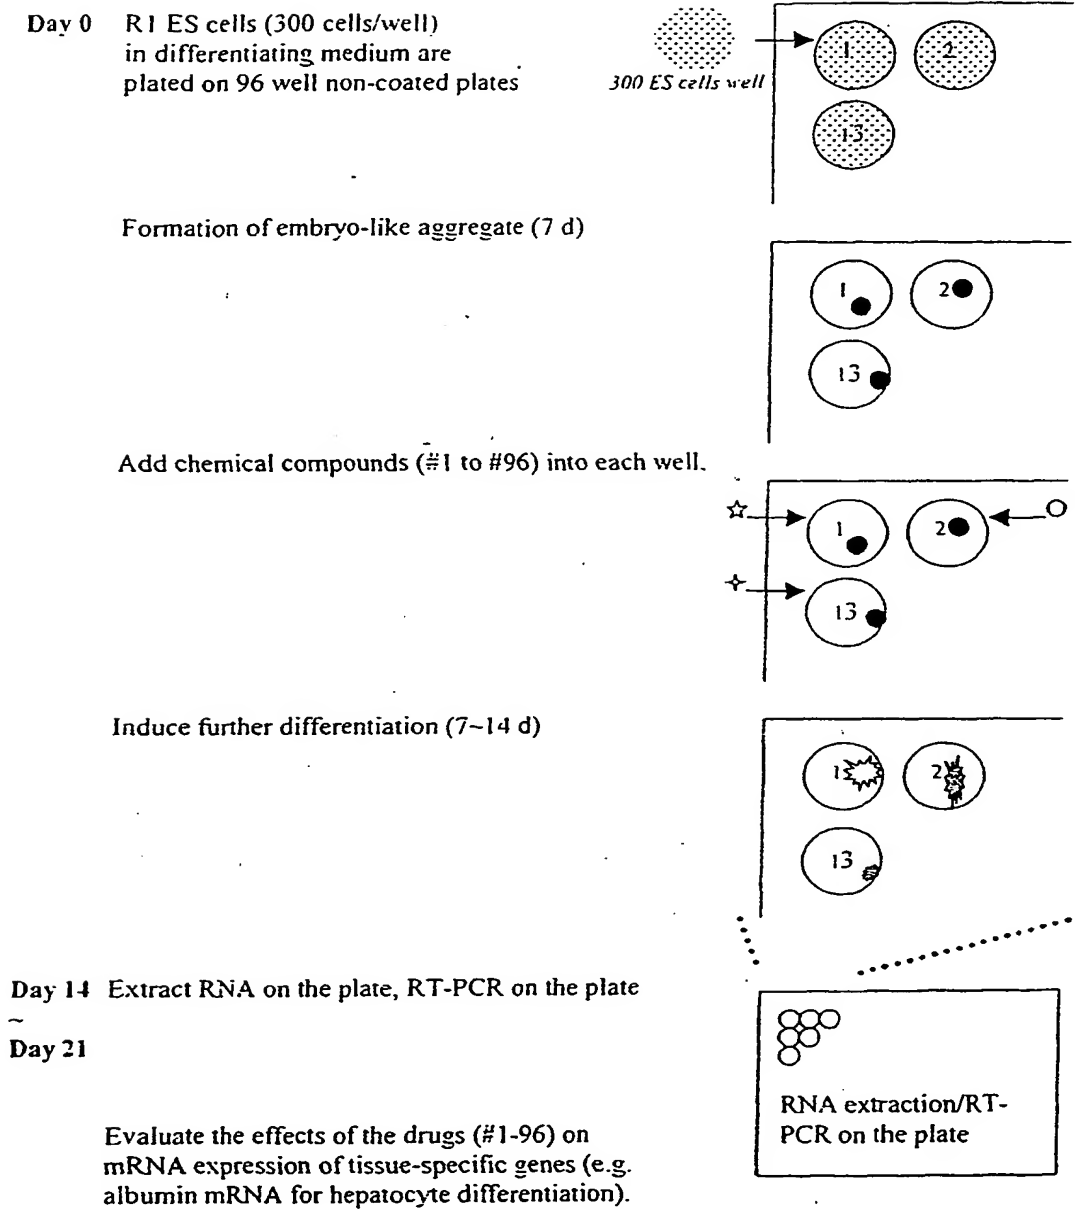 Day 0 R1 ES cells (300 cells/well)
in differentiating medium are
plated on 96 well non-coated plates
300 ES cells well
1 2
13
Formation of embryo-like aggregate (7 d)
1 2
13
Add chemical compounds (#1 to #96) into each well.
1 2
13
Induce further differentiation (7~14 d)
1 2
13
Day 14 Extract RNA on the plate, RT-PCR on the plate
~
Day 21
RNA extraction/RT-
PCR on the plate
Evaluate the effects of the drugs (#1-96) on
mRNA expression of tissue-specific genes (e.g.
albumin mRNA for hepatocyte differentiation).